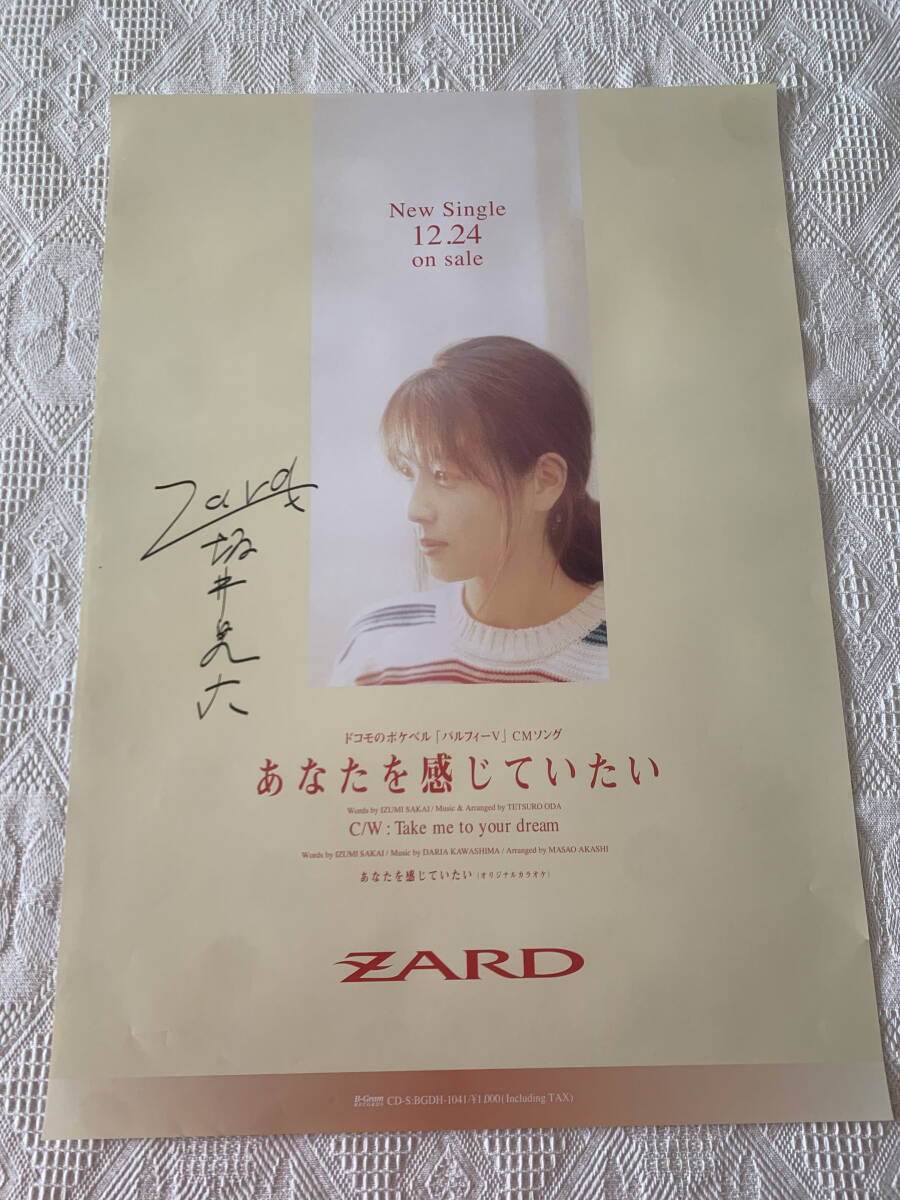 New Single
12.24
on sale
Zard
坂井泉水
ドコモのポケベル「パルフィーV」CMソング
あなたを感じていたい
Words by IZUMI SAKAI / Music & Arranged by TETSURO ODA
C/W : Take me to your dream
Words by IZUMI SAKAI / Music by DARIA KAWASHIMA / Arranged by MASAO AKASHI
あなたを感じていたい (オリジナルカラオケ)
ZARD
B-Gram RECORDS CD-S:BGDH-1041/¥1,000 (Including TAX)